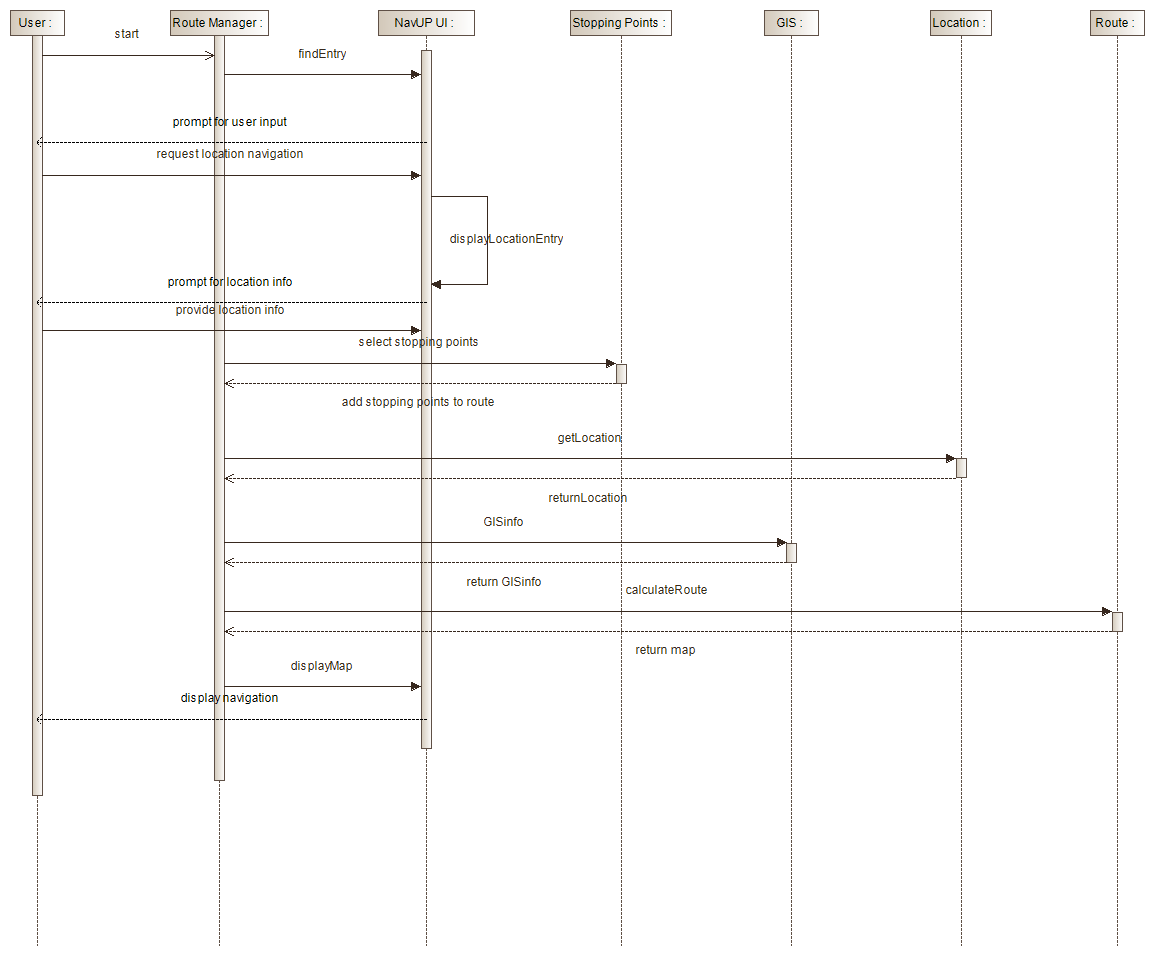 User :
Route Manager :
NavUP UI :
Stopping Points :
GIS :
Location :
Route :
start
findEntry
prompt for user input
request location navigation
displayLocationEntry
prompt for location info
provide location info
select stopping points
add stopping points to route
getLocation
returnLocation
GISinfo
return GISinfo
calculateRoute
return map
displayMap
display navigation